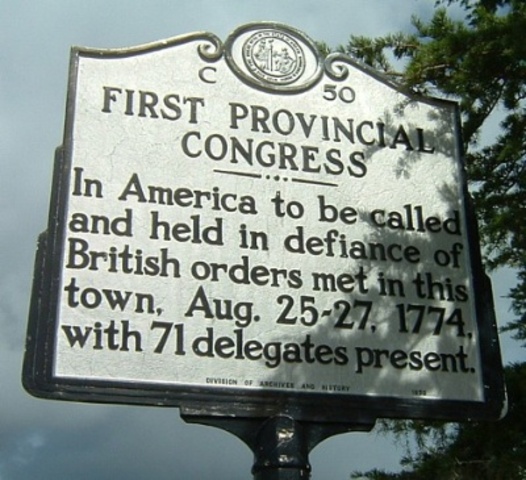 C 50
FIRST PROVINCIAL
CONGRESS
In America to be called
and held in defiance of
British orders met in this
town, Aug. 25-27, 1774,
with 71 delegates present.
DIVISION OF ARCHIVES AND HISTORY